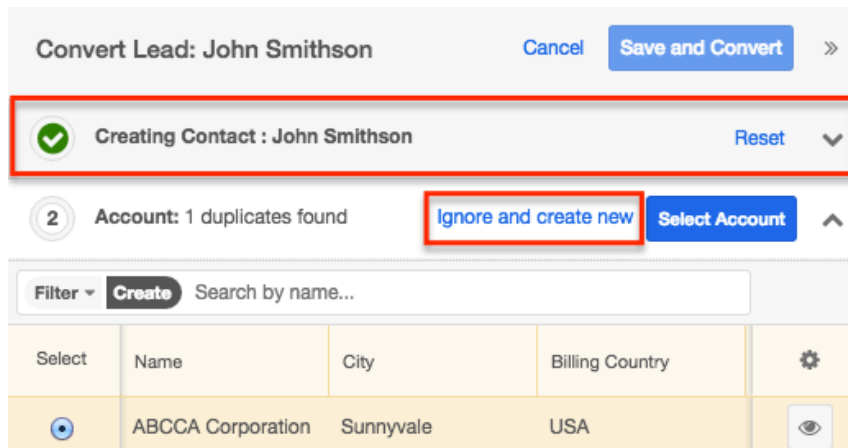 Convert Lead: John Smithson Cancel Save and Convert »
Creating Contact : John Smithson Reset
2 Account: 1 duplicates found Ignore and create new Select Account
Filter Create Search by name...
Select Name City Billing Country
ABCCA Corporation Sunnyvale USA